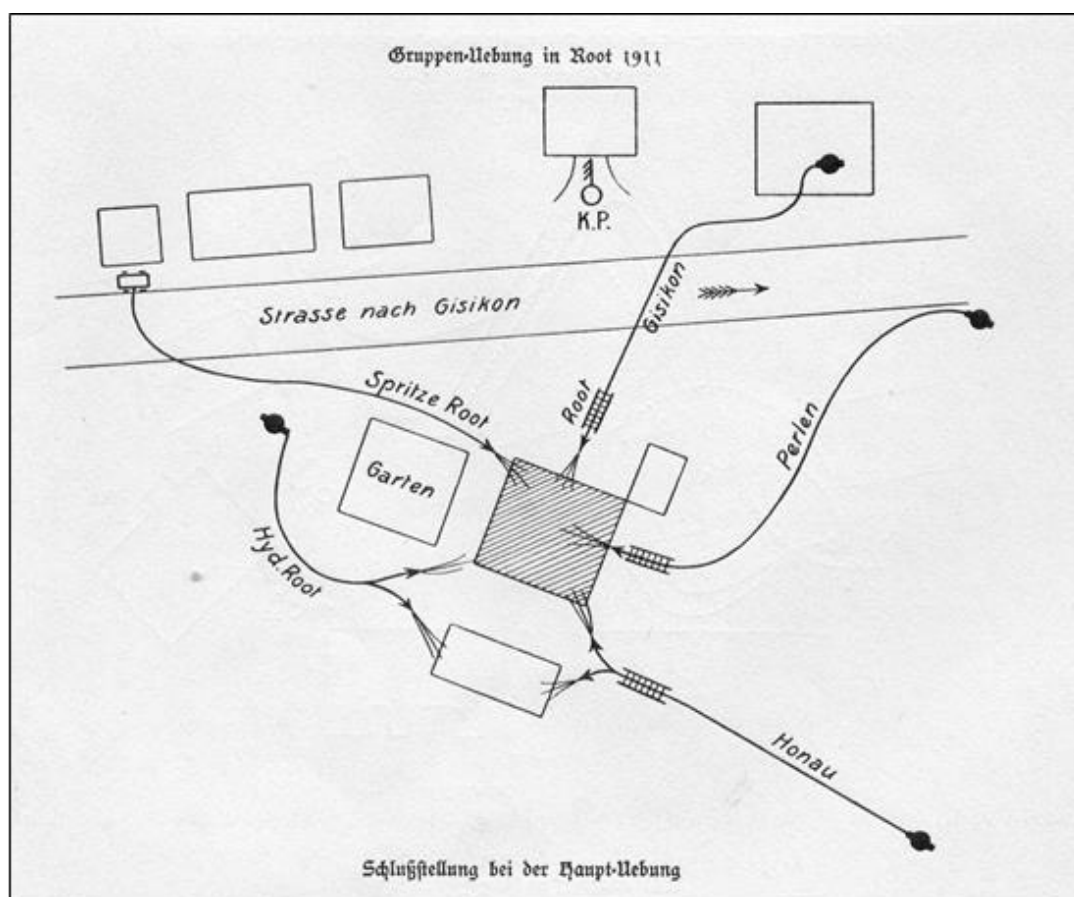 Gruppen-Uebung in Root 1911
K.P.
Strasse nach Gisikon
Gisikon
Root
Spritze Root
Perlen
Garten
Hyd. Root
Honau
Schlußstellung bei der Haupt-Uebung